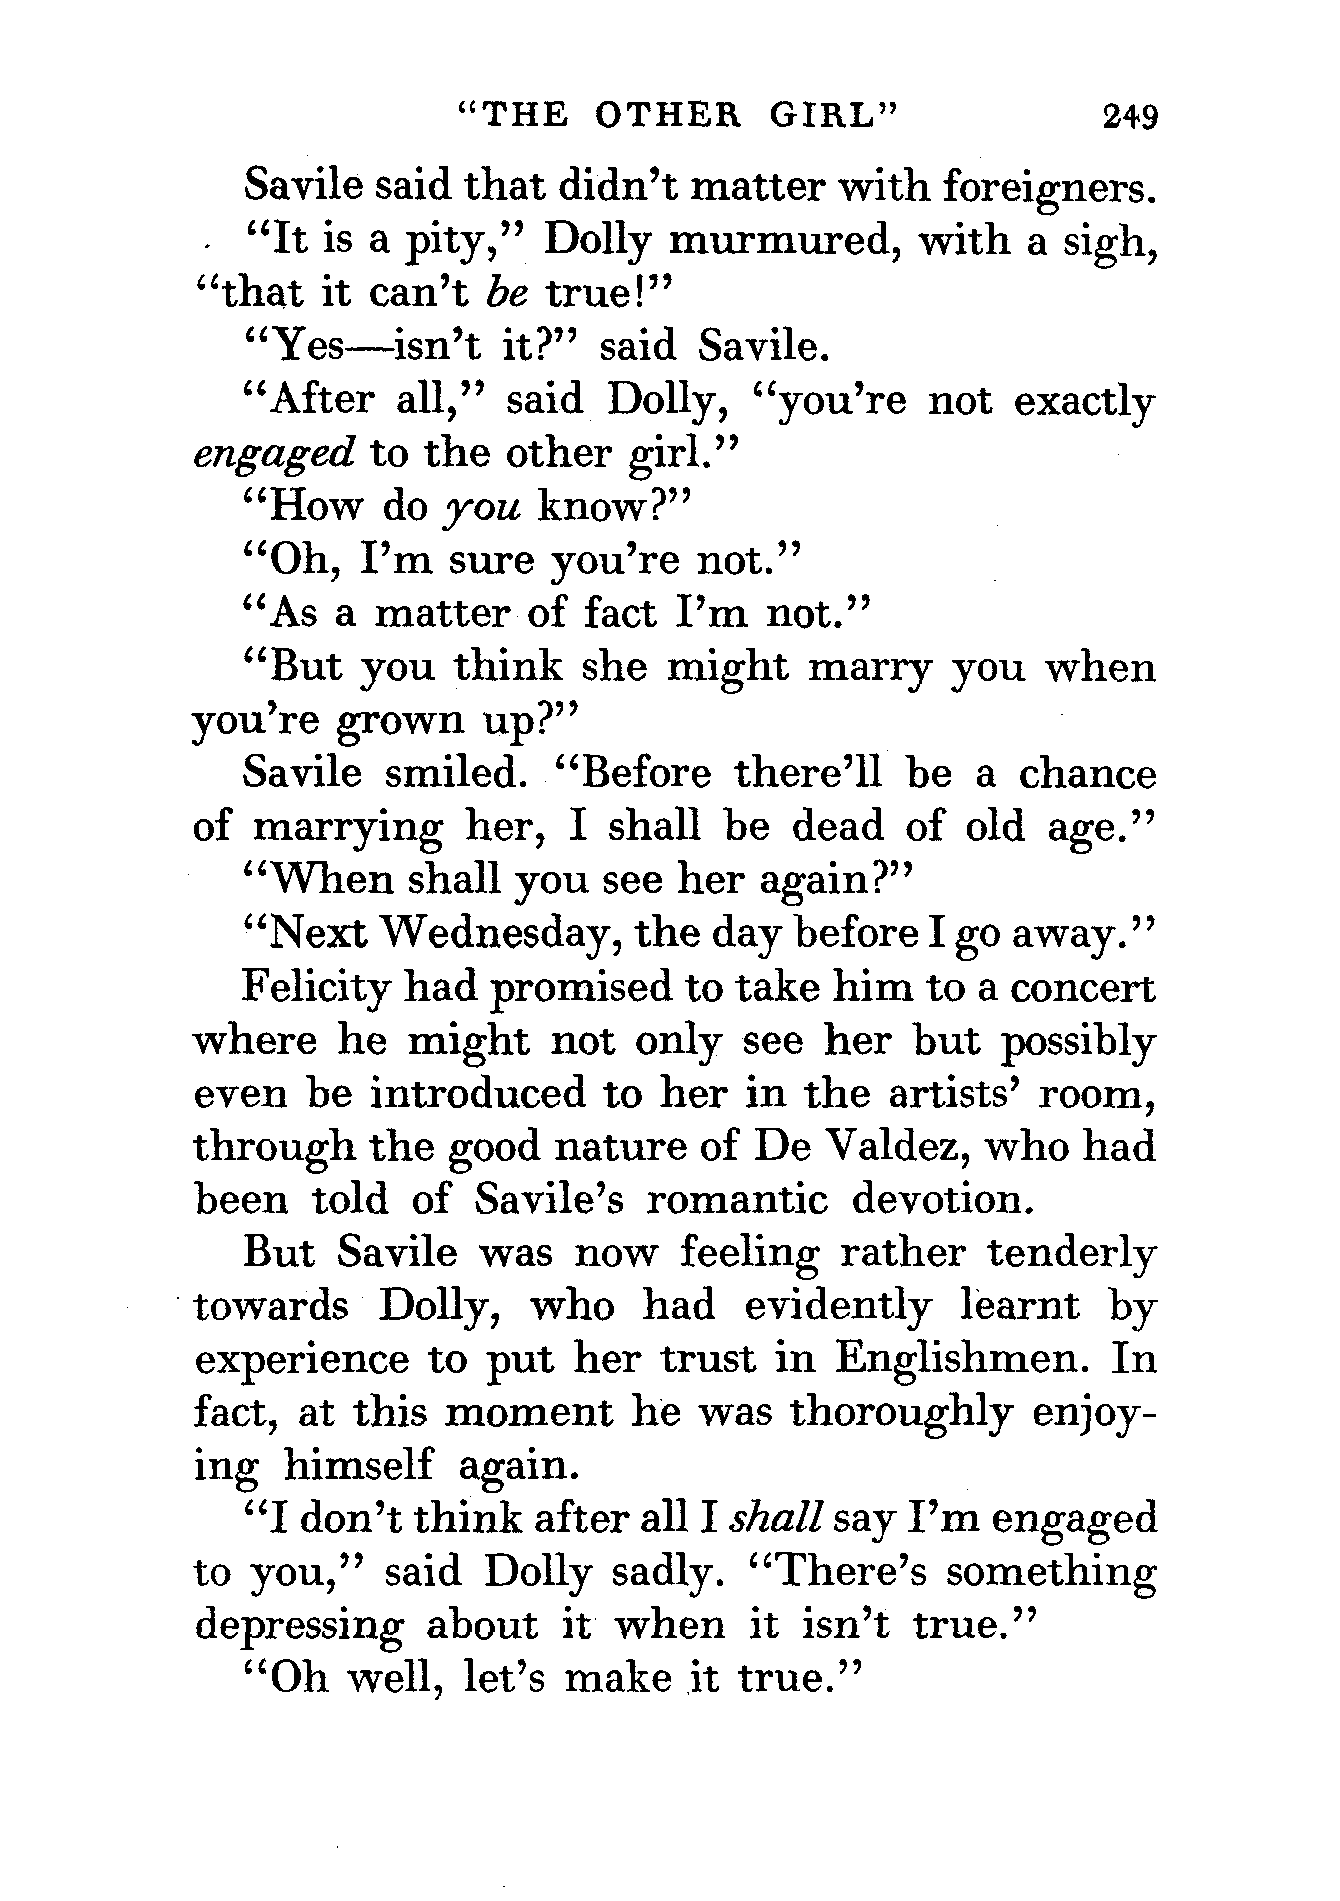 "THE OTHER GIRL" 249
Savile said that didn't matter with foreigners.
"It is a pity," Dolly murmured, with a sigh,
"that it can't be true!"
"Yes—isn't it?" said Savile.
"After all," said Dolly, "you're not exactly
engaged to the other girl."
"How do you know?"
"Oh, I'm sure you're not."
"As a matter of fact I'm not."
"But you think she might marry you when
you're grown up?"
Savile smiled. "Before there'll be a chance
of marrying her, I shall be dead of old age."
"When shall you see her again?"
"Next Wednesday, the day before I go away."
Felicity had promised to take him to a concert
where he might not only see her but possibly
even be introduced to her in the artists' room,
through the good nature of De Valdez, who had
been told of Savile's romantic devotion.
But Savile was now feeling rather tenderly
towards Dolly, who had evidently learnt by
experience to put her trust in Englishmen. In
fact, at this moment he was thoroughly enjoy-
ing himself again.
"I don't think after all I shall say I'm engaged
to you," said Dolly sadly. "There's something
depressing about it when it isn't true."
"Oh well, let's make it true."